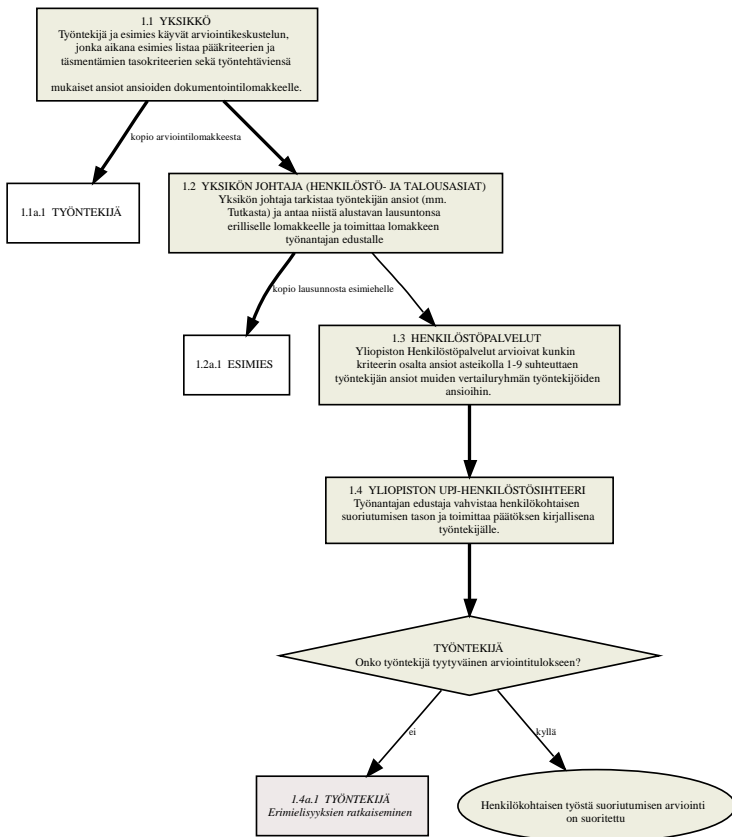 1.1 YKSIKKÖ
Työntekijä ja esimies käyvät arviointikeskustelun,
jonka aikana esimies listaa pääkriteerien ja
täsmentämien tasokriteerien sekä työntehtäviensä
mukaiset ansiot ansioiden dokumentointilomakkeelle.
kopio arviointilomakkeesta
1.1a.1 TYÖNTEKIJÄ
1.2 YKSIKÖN JOHTAJA (HENKILÖSTÖ- JA TALOUSASIAT)
Yksikön johtaja tarkistaa työntekijän ansiot (mm.
Tutkasta) ja antaa niistä alustavan lausuntonsa
erilliselle lomakkeelle ja toimittaa lomakkeen
työnantajan edustalle
kopio lausunnosta esimiehelle
1.2a.1 ESIMIES
1.3 HENKILÖSTÖPALVELUT
Yliopiston Henkilöstöpalvelut arvioivat kunkin
kriteerin osalta ansiot asteikolla 1-9 suhteuttaen
työntekijän ansiot muiden vertailuryhmän työntekijöiden
ansioihin.
1.4 YLIOPISTON UPJ-HENKILÖSTÖSIHTEERI
Työnantajan edustaja vahvistaa henkilökohtaisen
suoriutumisen tason ja toimittaa päätöksen kirjallisena
työntekijälle.
TYÖNTEKIJÄ
Onko työntekijä tyytyväinen arviointitulokseen?
ei
kyllä
1.4a.1 TYÖNTEKIJÄ
Erimielisyyksien ratkaiseminen
Henkilökohtaisen työstä suoriutumisen arviointi
on suoritettu